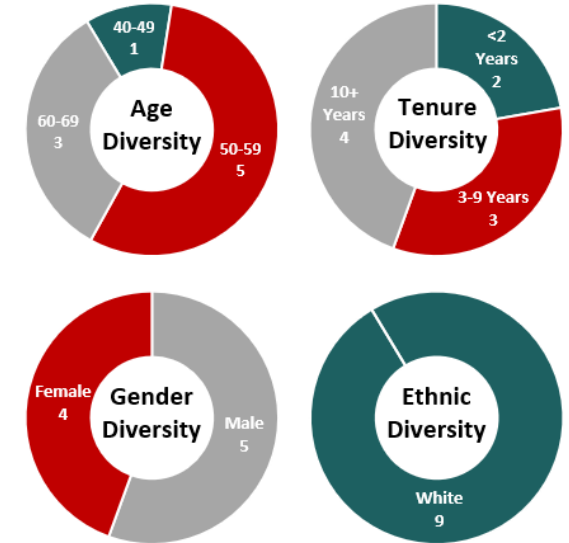 40-49
1
Age
Diversity
60-69
3
50-59
5
<2
Years
2
10+
Years
4
Tenure
Diversity
3-9 Years
3
Female
4
Gender
Diversity
Male
5
Ethnic
Diversity
White
9